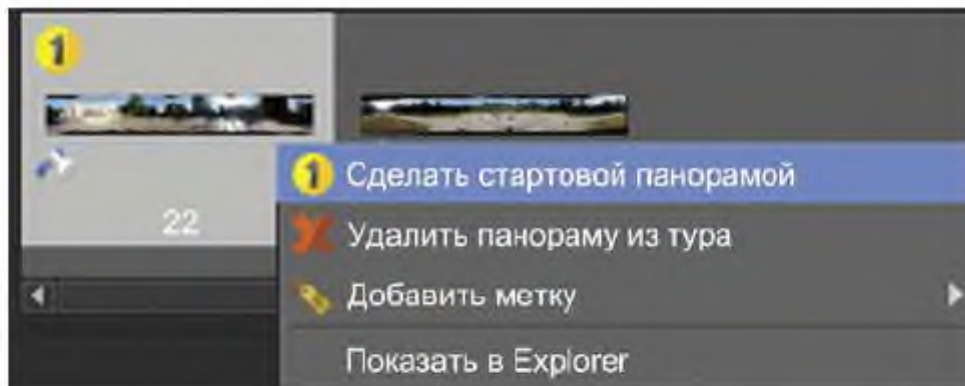 1
1 Сделать стартовой панорамой
22
Удалить панораму из тура
Добавить метку
Показать в Explorer